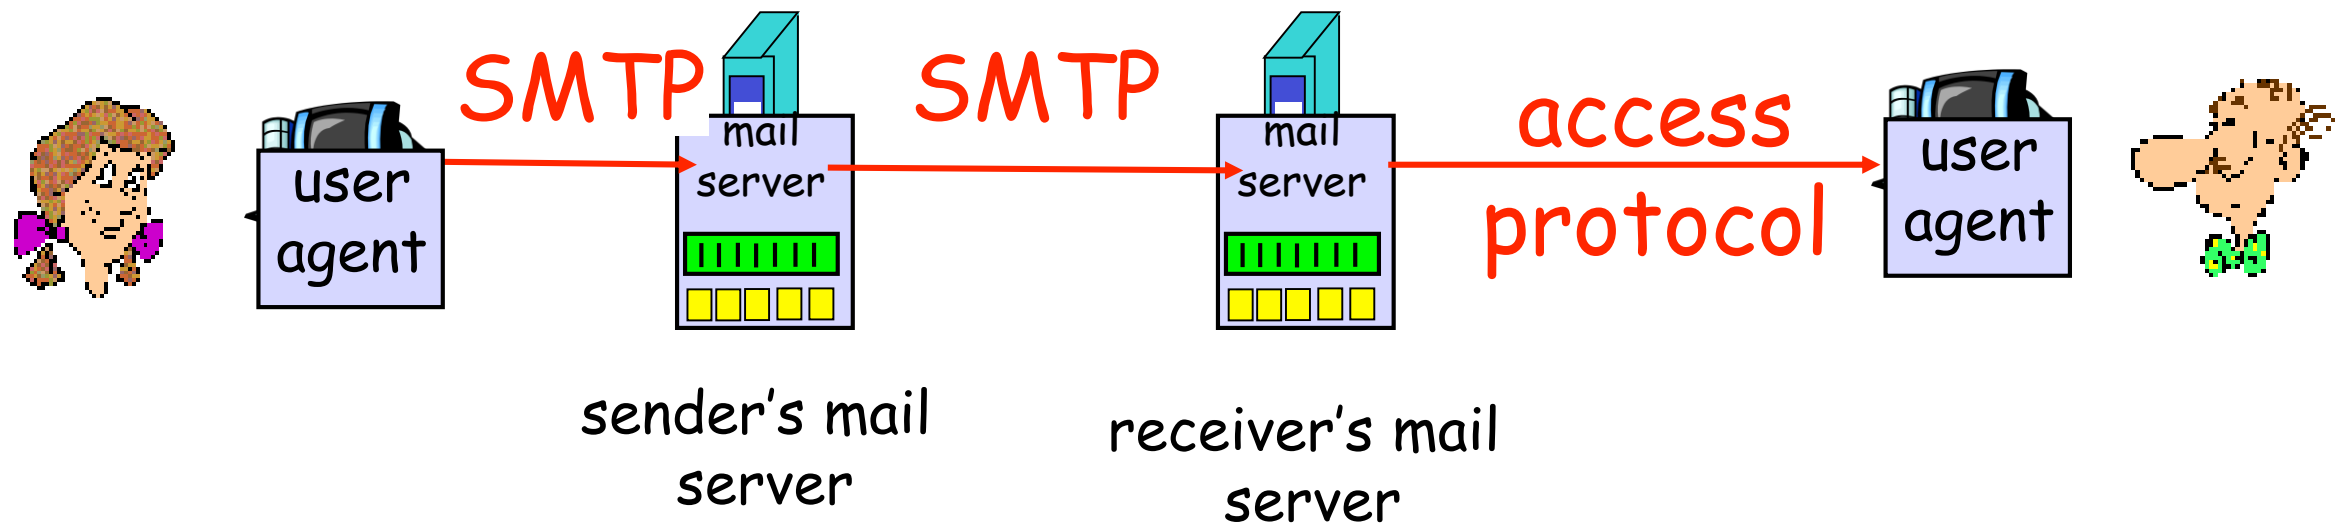 SMTP
SMTP
access
protocol
user
agent
mail
server
mail
server
user
agent
sender's mail
server
receiver's mail
server